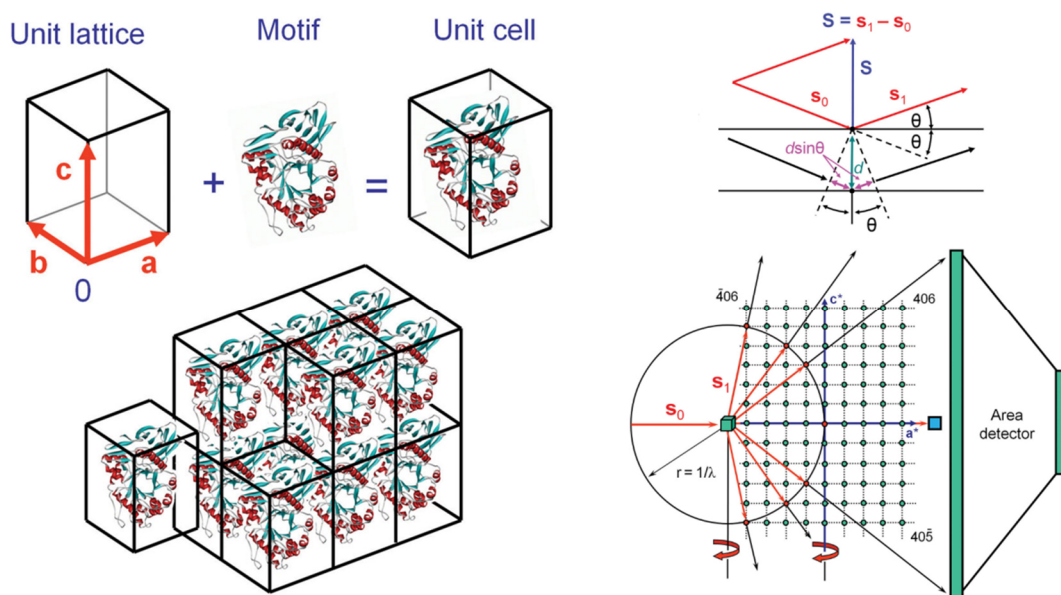 Unit lattice
Motif
Unit cell
c
b
a
0
+
=
S = s₁ – s₀
S
s₀
s₁
θ
θ
dsinθ
d
θ
4̄06
c*
406
s₁
s₀
a*
r = 1/λ
Area
detector
405̄